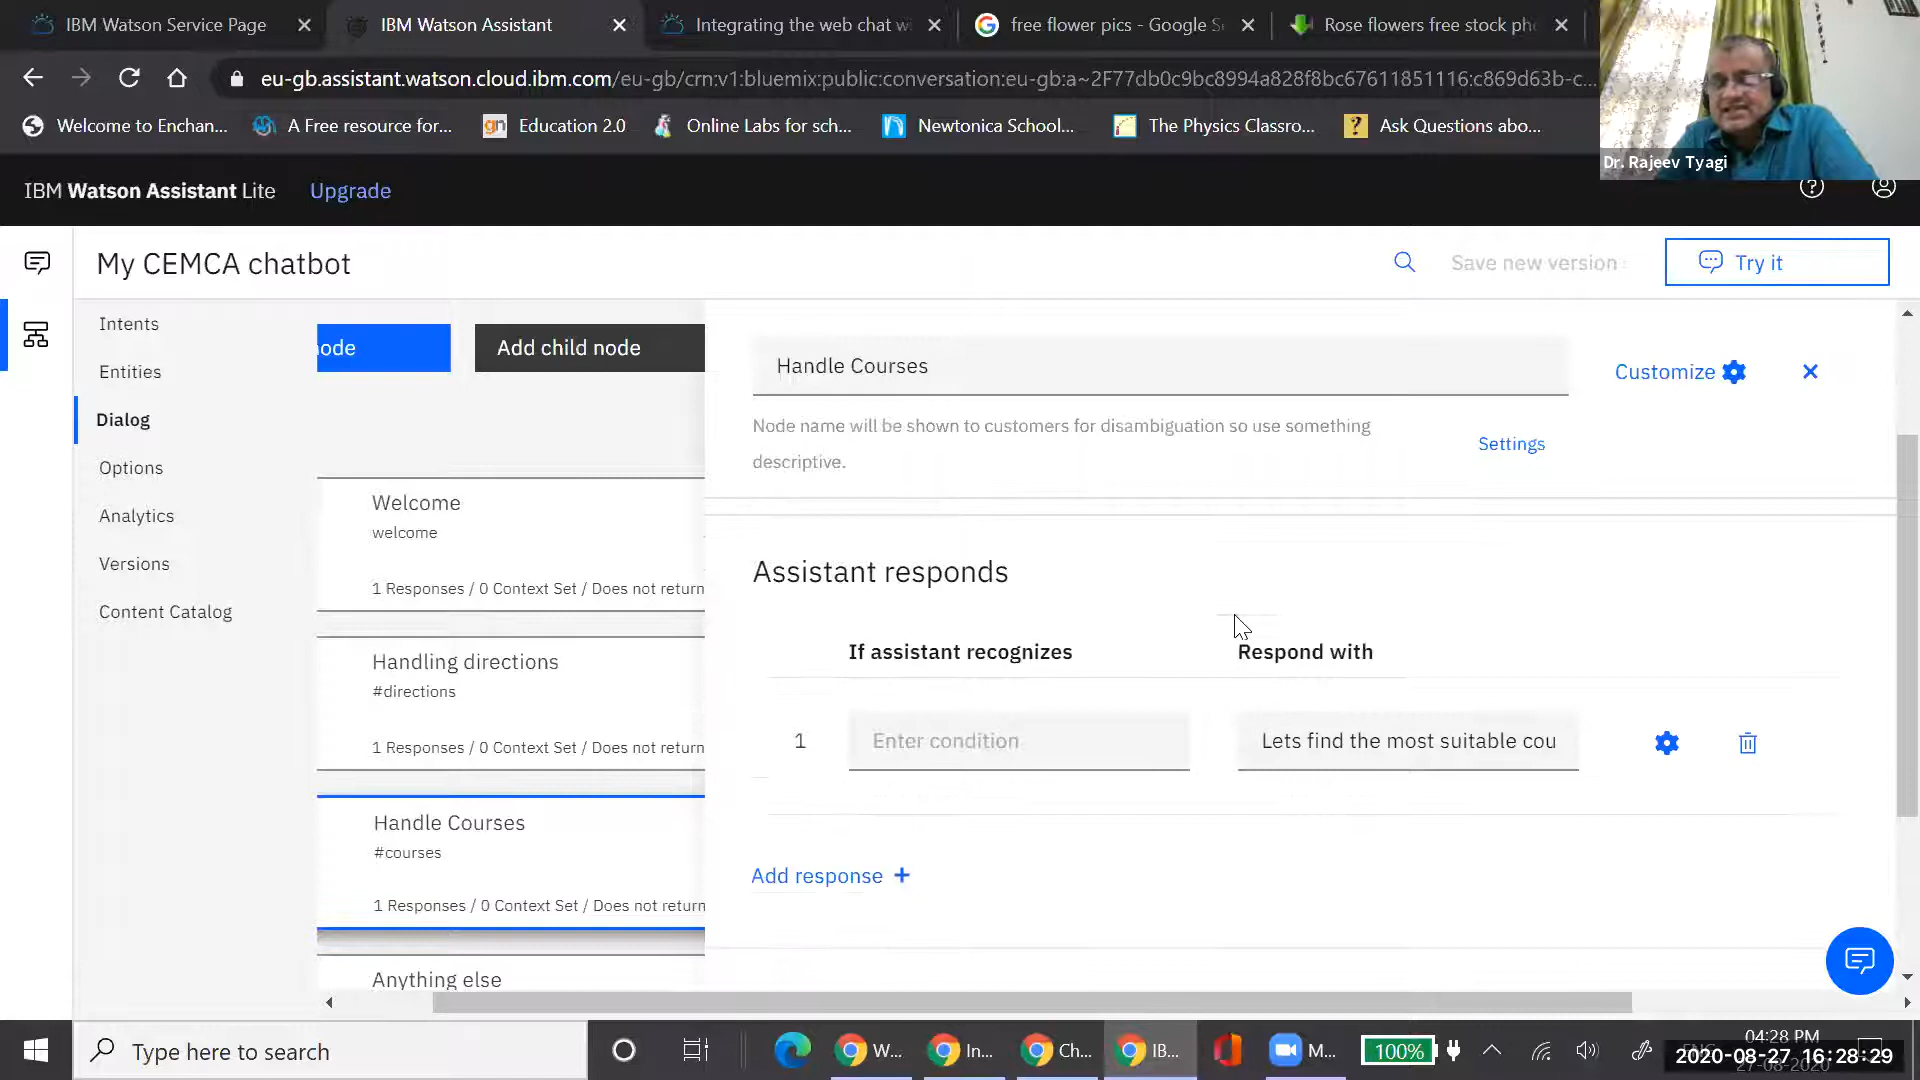 IBM Watson Service Page
IBM Watson Assistant
Integrating the web chat w
free flower pics - Google S
Rose flowers free stock ph
eu-gb.assistant.watson.cloud.ibm.com/eu-gb/crn:v1:bluemix:public:conversation:eu-gb:a~2F77db0c9bc8994a828f8bc67611851116:c869d63b-c...
Welcome to Enchan...
A Free resource for...
gn Education 2.0
Online Labs for sch...
Newtonica School...
The Physics Classro...
? Ask Questions abo...
Dr. Rajeev Tyagi
IBM Watson Assistant Lite
Upgrade
My CEMCA chatbot
Save new version
Try it
Intents
Entities
Dialog
Options
Analytics
Versions
Content Catalog
node
Add child node
Welcome
welcome
1 Responses / 0 Context Set / Does not return
Handling directions
#directions
1 Responses / 0 Context Set / Does not return
Handle Courses
#courses
1 Responses / 0 Context Set / Does not return
Anything else
Handle Courses
Customize
Node name will be shown to customers for disambiguation so use something
descriptive.
Settings
Assistant responds
If assistant recognizes
Respond with
1
Enter condition
Lets find the most suitable cou
Add response +
Type here to search
W...
In...
Ch...
IB...
M...
100%
04:28 PM
2020-08-27 16:28:29
27-08-2020